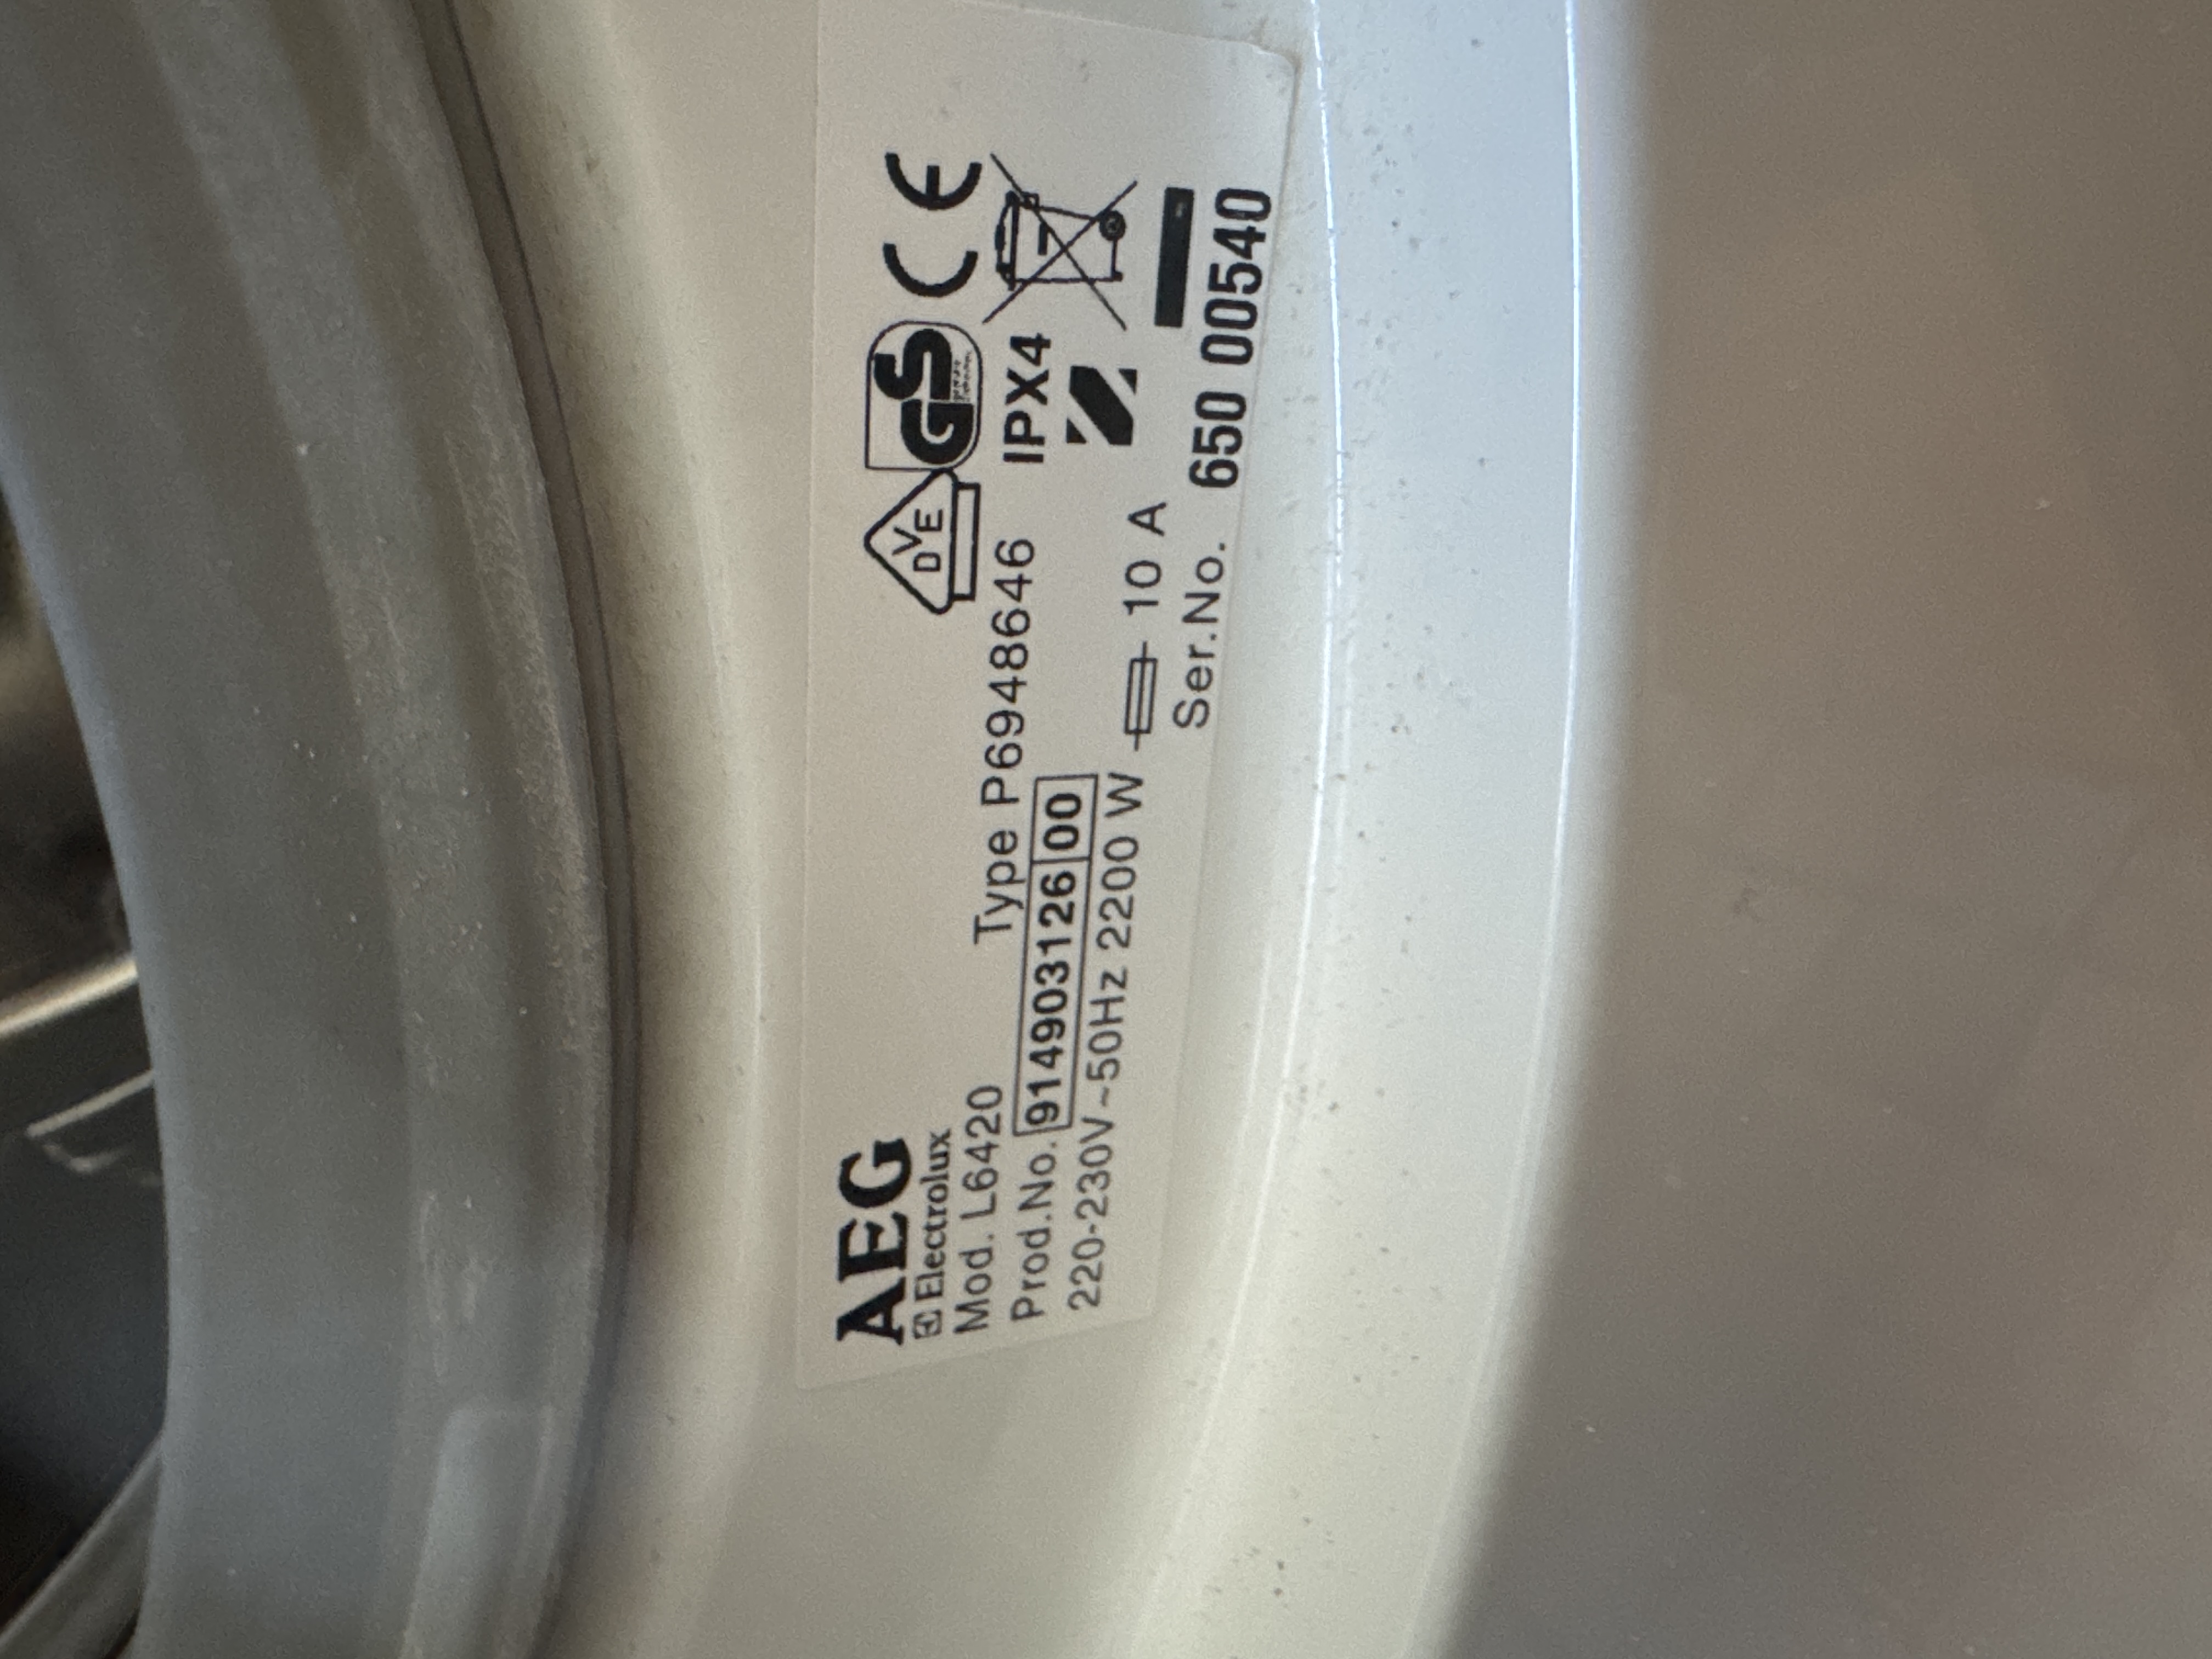 AEG
Electrolux
Mod. L6420
Type P6948646
Prod.No. 914903126 00
220-230V~50Hz 2200 W 10 A
Ser.No. 650 00540
DVE
GS
CE
IPX4